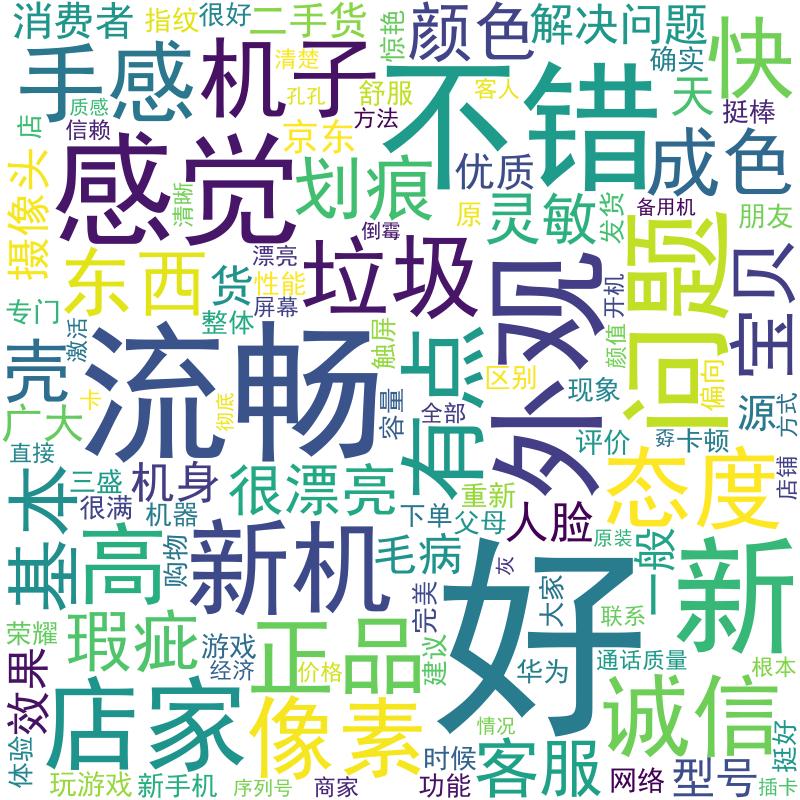 消费者
指纹
很好
二手货
惊艳
颜色
解决问题
快
手感
机子
清楚
不错
确实
天
挺棒
质感
孔孔
舒服
客人
店
信赖
京东
方法
感觉
划痕
优质
成色
摄像头
清晰
原
灵敏
发货
备用机
朋友
倒霉
东西
货
漂亮
性能
屏幕
垃圾
外观
开机
问题
宝贝
专门
整体
激活
触屏
颜值
壳
流畅
有点
区别
现象
偏向
源
方式
广大
卡
彻底
容量
全部
评价
卡顿
直接
三盛
机身
很漂亮
重新
态度
店铺
基本
很满
机器
下单
父母
人脸
原装
高
购物
新机
毛病
灰
一般
新
好
完美
大家
联系
荣耀
瑕疵
游戏
经济
正品
价格
建议
华为
通话质量
根本
效果
店家
像素
情况
诚信
体验
时候
客服
挺好
玩游戏
新手机
序列号
商家
功能
网络
型号
插卡